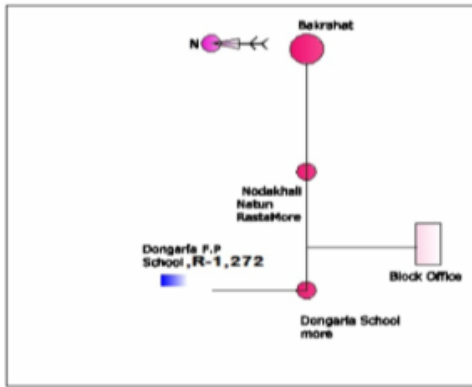 Bakrahat
N
Nodakhali
Natun
RastaMore
Dongaria F.P
School,R-1,272
Block Office
Dongaria School
more